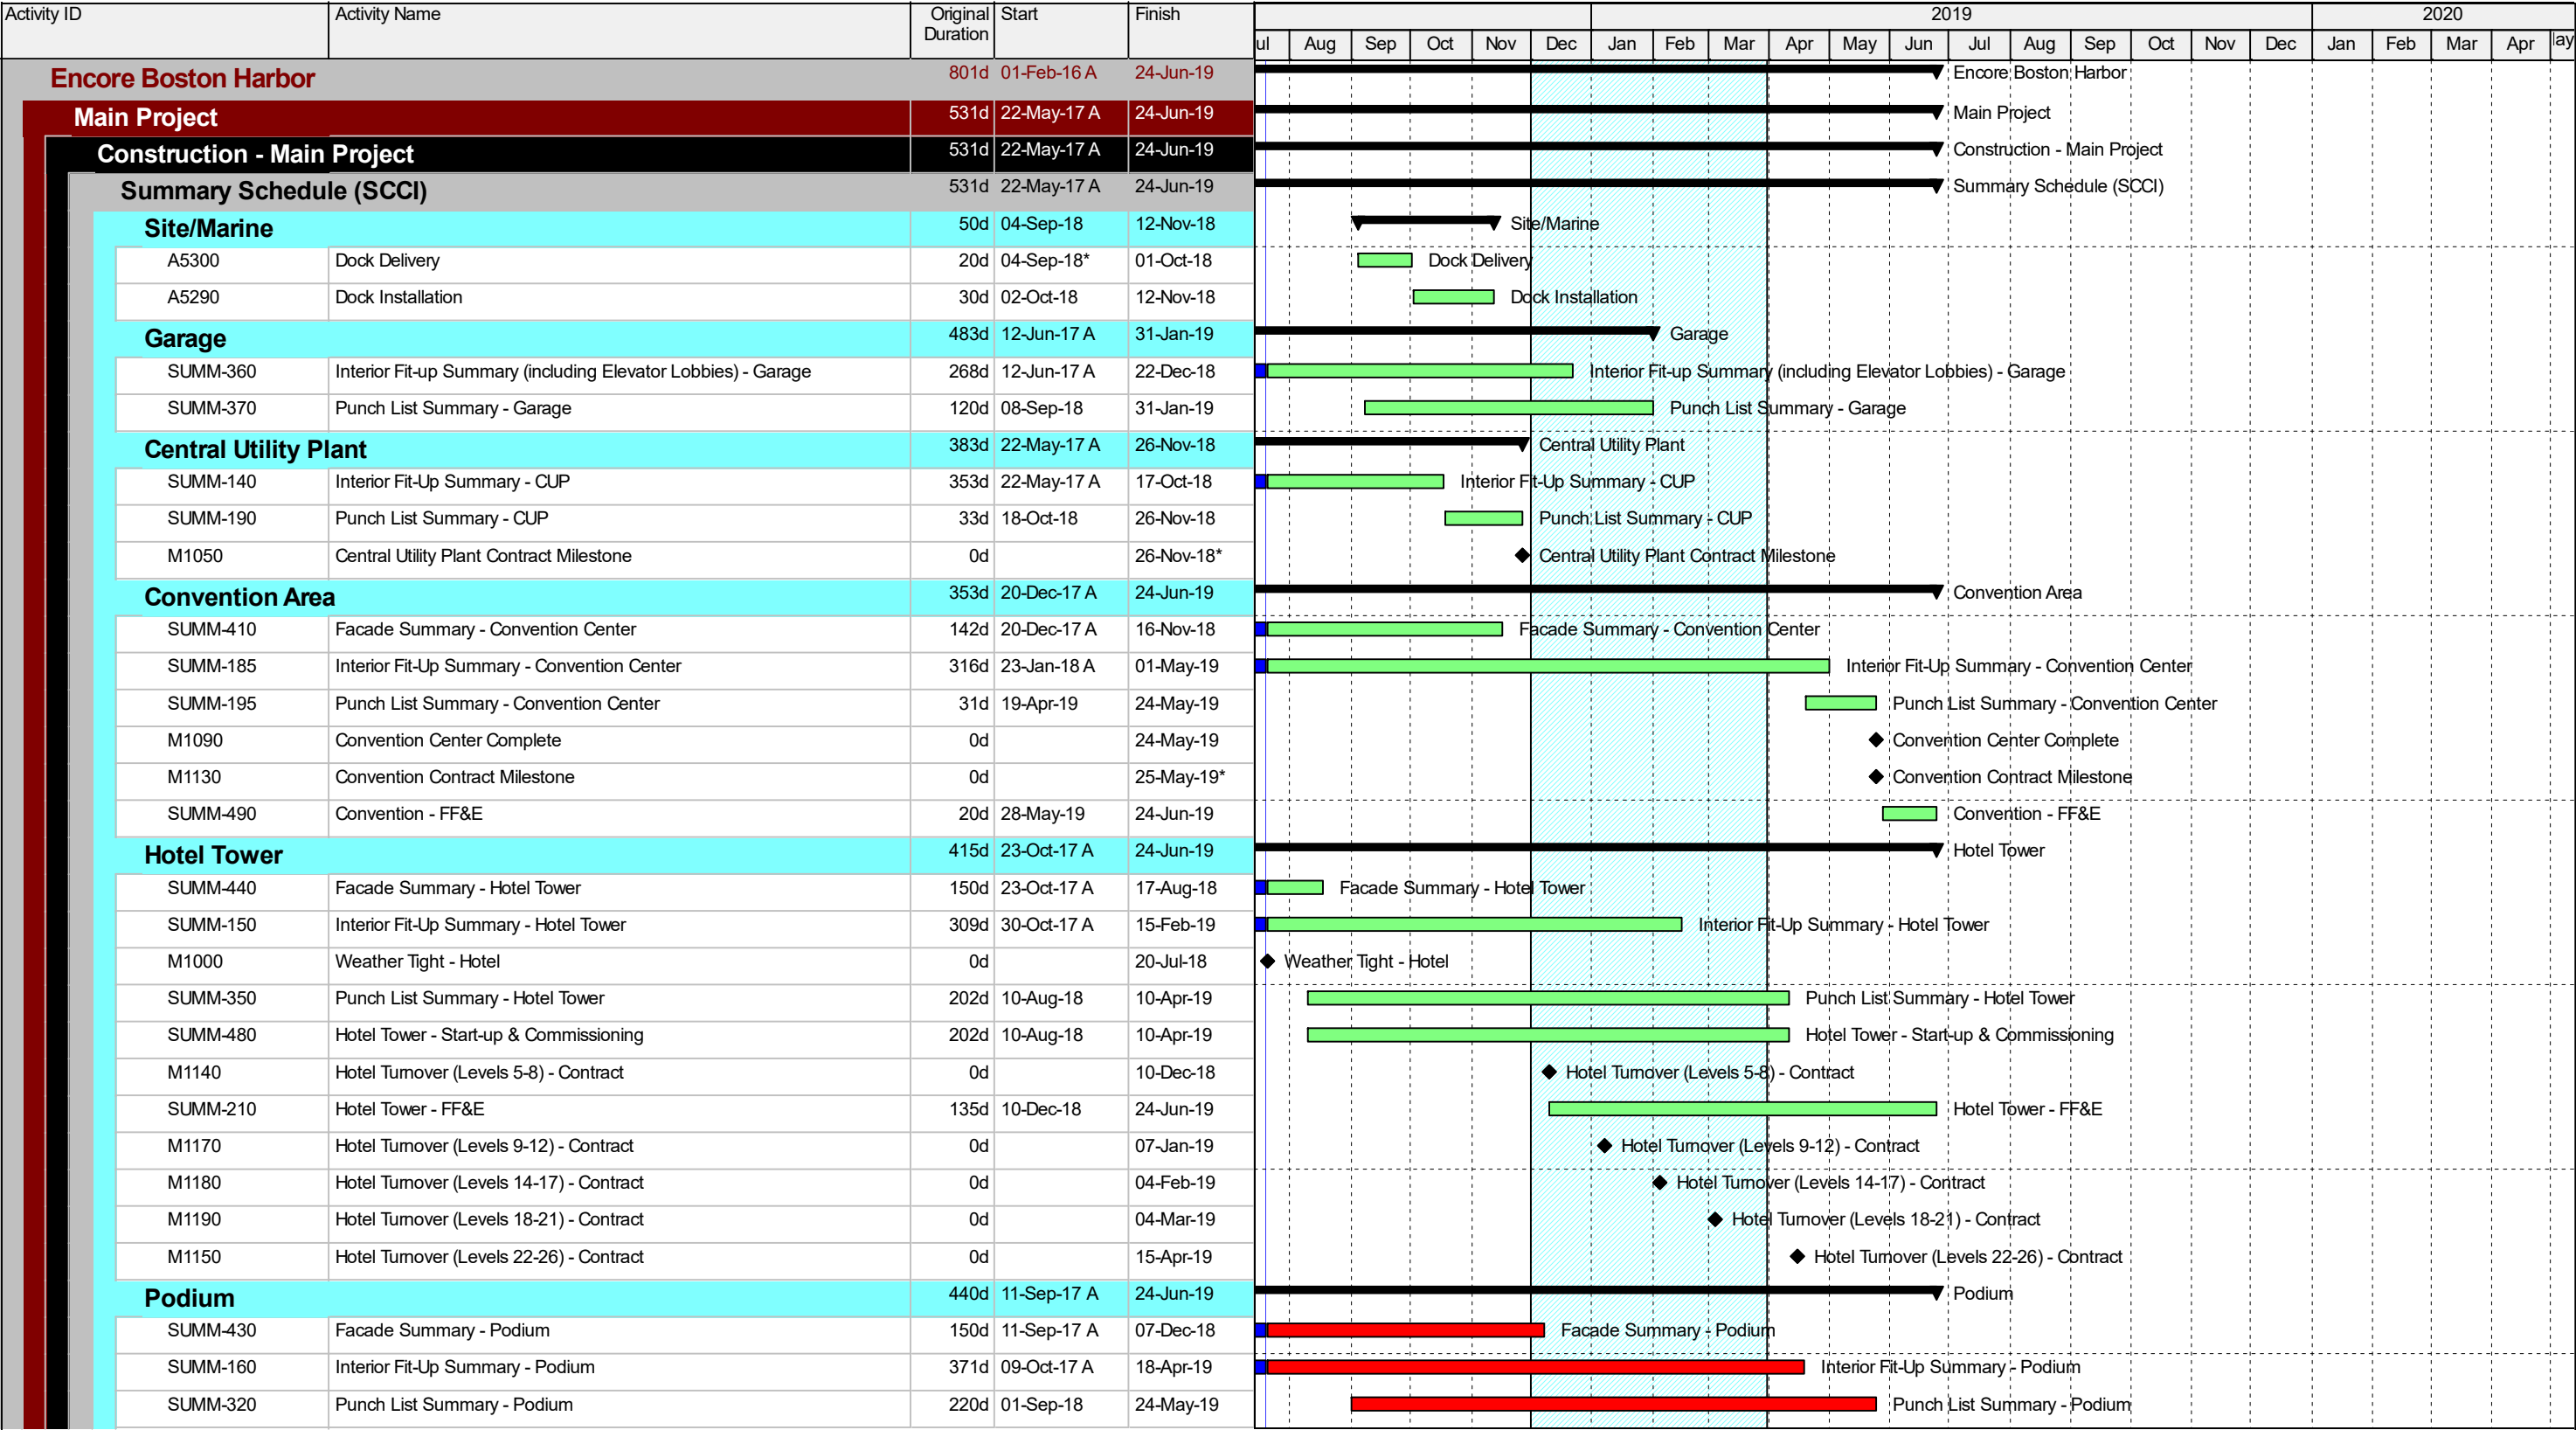 Activity ID Activity Name Original Duration Start Finish 2019 2020
ul Aug Sep Oct Nov Dec Jan Feb Mar Apr May Jun Jul Aug Sep Oct Nov Dec Jan Feb Mar Apr lay
Encore Boston Harbor 801d 01-Feb-16 A 24-Jun-19 Encore Boston Harbor
Main Project 531d 22-May-17 A 24-Jun-19 Main Project
Construction - Main Project 531d 22-May-17 A 24-Jun-19 Construction - Main Project
Summary Schedule (SCCI) 531d 22-May-17 A 24-Jun-19 Summary Schedule (SCCI)
Site/Marine 50d 04-Sep-18 12-Nov-18 Site/Marine
A5300 Dock Delivery 20d 04-Sep-18* 01-Oct-18 Dock Delivery
A5290 Dock Installation 30d 02-Oct-18 12-Nov-18 Dock Installation
Garage 483d 12-Jun-17 A 31-Jan-19 Garage
SUMM-360 Interior Fit-up Summary (including Elevator Lobbies) - Garage 268d 12-Jun-17 A 22-Dec-18 Interior Fit-up Summary (including Elevator Lobbies) - Garage
SUMM-370 Punch List Summary - Garage 120d 08-Sep-18 31-Jan-19 Punch List Summary - Garage
Central Utility Plant 383d 22-May-17 A 26-Nov-18 Central Utility Plant
SUMM-140 Interior Fit-Up Summary - CUP 353d 22-May-17 A 17-Oct-18 Interior Fit-Up Summary - CUP
SUMM-190 Punch List Summary - CUP 33d 18-Oct-18 26-Nov-18 Punch List Summary - CUP
M1050 Central Utility Plant Contract Milestone 0d 26-Nov-18* Central Utility Plant Contract Milestone
Convention Area 353d 20-Dec-17 A 24-Jun-19 Convention Area
SUMM-410 Facade Summary - Convention Center 142d 20-Dec-17 A 16-Nov-18 Facade Summary - Convention Center
SUMM-185 Interior Fit-Up Summary - Convention Center 316d 23-Jan-18 A 01-May-19 Interior Fit-Up Summary - Convention Center
SUMM-195 Punch List Summary - Convention Center 31d 19-Apr-19 24-May-19 Punch List Summary - Convention Center
M1090 Convention Center Complete 0d 24-May-19 Convention Center Complete
M1130 Convention Contract Milestone 0d 25-May-19* Convention Contract Milestone
SUMM-490 Convention - FF&E 20d 28-May-19 24-Jun-19 Convention - FF&E
Hotel Tower 415d 23-Oct-17 A 24-Jun-19 Hotel Tower
SUMM-440 Facade Summary - Hotel Tower 150d 23-Oct-17 A 17-Aug-18 Facade Summary - Hotel Tower
SUMM-150 Interior Fit-Up Summary - Hotel Tower 309d 30-Oct-17 A 15-Feb-19 Interior Fit-Up Summary - Hotel Tower
M1000 Weather Tight - Hotel 0d 20-Jul-18 Weather Tight - Hotel
SUMM-350 Punch List Summary - Hotel Tower 202d 10-Aug-18 10-Apr-19 Punch List Summary - Hotel Tower
SUMM-480 Hotel Tower - Start-up & Commissioning 202d 10-Aug-18 10-Apr-19 Hotel Tower - Start-up & Commissioning
M1140 Hotel Turnover (Levels 5-8) - Contract 0d 10-Dec-18 Hotel Turnover (Levels 5-8) - Contract
SUMM-210 Hotel Tower - FF&E 135d 10-Dec-18 24-Jun-19 Hotel Tower - FF&E
M1170 Hotel Turnover (Levels 9-12) - Contract 0d 07-Jan-19 Hotel Turnover (Levels 9-12) - Contract
M1180 Hotel Turnover (Levels 14-17) - Contract 0d 04-Feb-19 Hotel Turnover (Levels 14-17) - Contract
M1190 Hotel Turnover (Levels 18-21) - Contract 0d 04-Mar-19 Hotel Turnover (Levels 18-21) - Contract
M1150 Hotel Turnover (Levels 22-26) - Contract 0d 15-Apr-19 Hotel Turnover (Levels 22-26) - Contract
Podium 440d 11-Sep-17 A 24-Jun-19 Podium
SUMM-430 Facade Summary - Podium 150d 11-Sep-17 A 07-Dec-18 Facade Summary - Podium
SUMM-160 Interior Fit-Up Summary - Podium 371d 09-Oct-17 A 18-Apr-19 Interior Fit-Up Summary - Podium
SUMM-320 Punch List Summary - Podium 220d 01-Sep-18 24-May-19 Punch List Summary - Podium